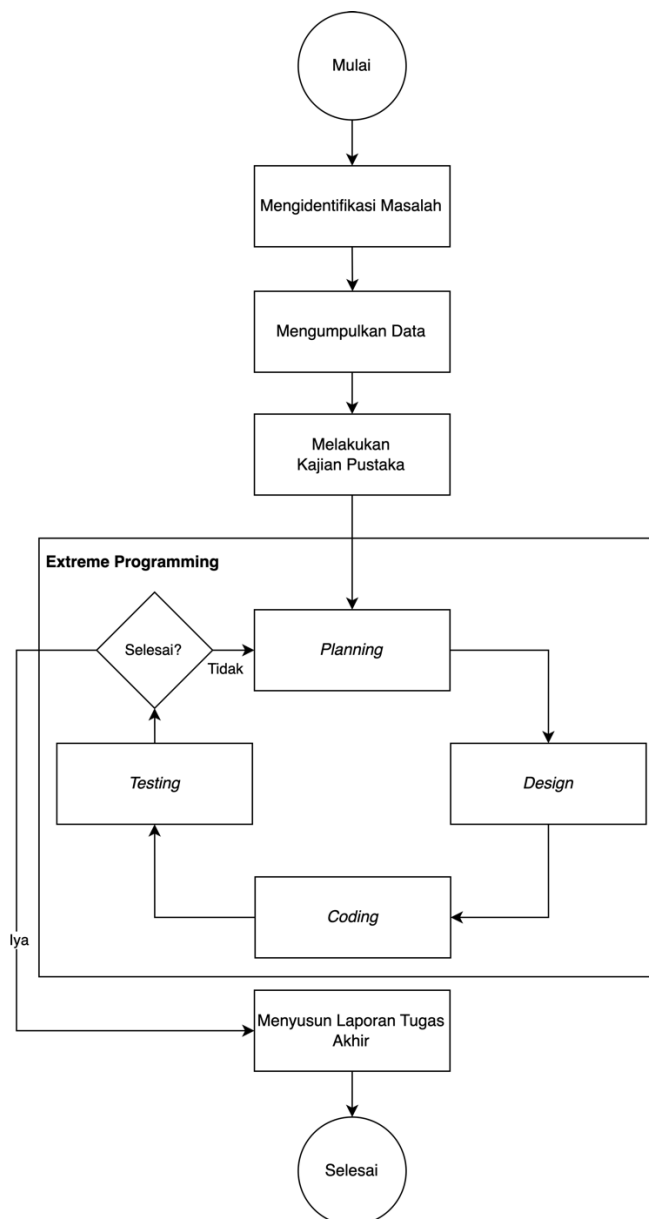 Mulai
Mengidentifikasi Masalah
Mengumpulkan Data
Melakukan
Kajian Pustaka
Extreme Programming
Selesai?
Tidak
Planning
Testing
Design
Coding
Iya
Menyusun Laporan Tugas
Akhir
Selesai